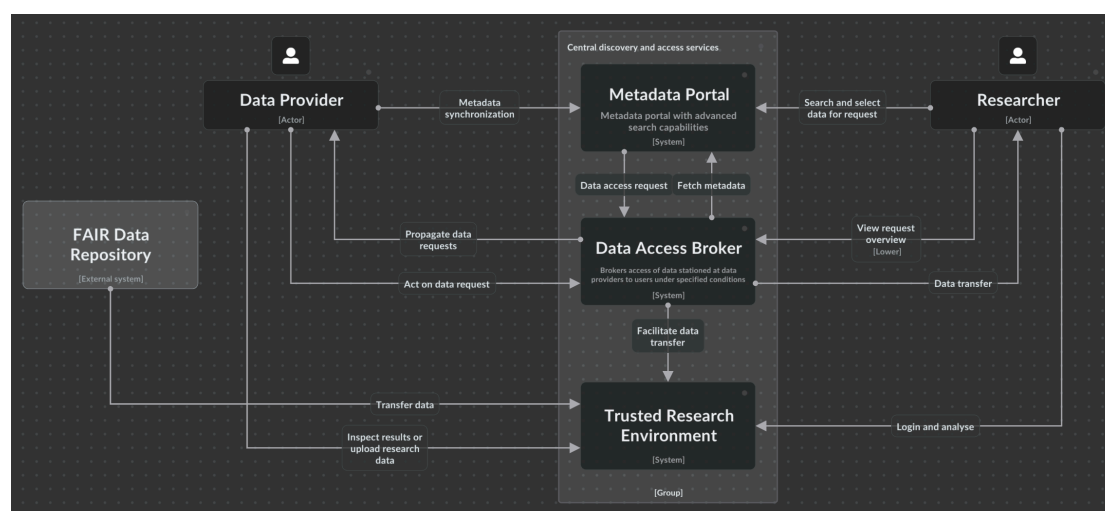 Central discovery and access services
Data Provider
[Actor]
Metadata
synchronization
Metadata Portal
Metadata portal with advanced
search capabilities
[System]
Search and select
data for request
Researcher
[Actor]
Data access request
Fetch metadata
FAIR Data
Repository
[External system]
Propagate data
requests
Act on data request
Data Access Broker
Brokers access of data stationed at data
providers to users under specified conditions
[System]
View request
overview
[Lower]
Data transfer
Facilitate data
transfer
Transfer data
Inspect results or
upload research
data
Trusted Research
Environment
[System]
Login and analyse
[Group]